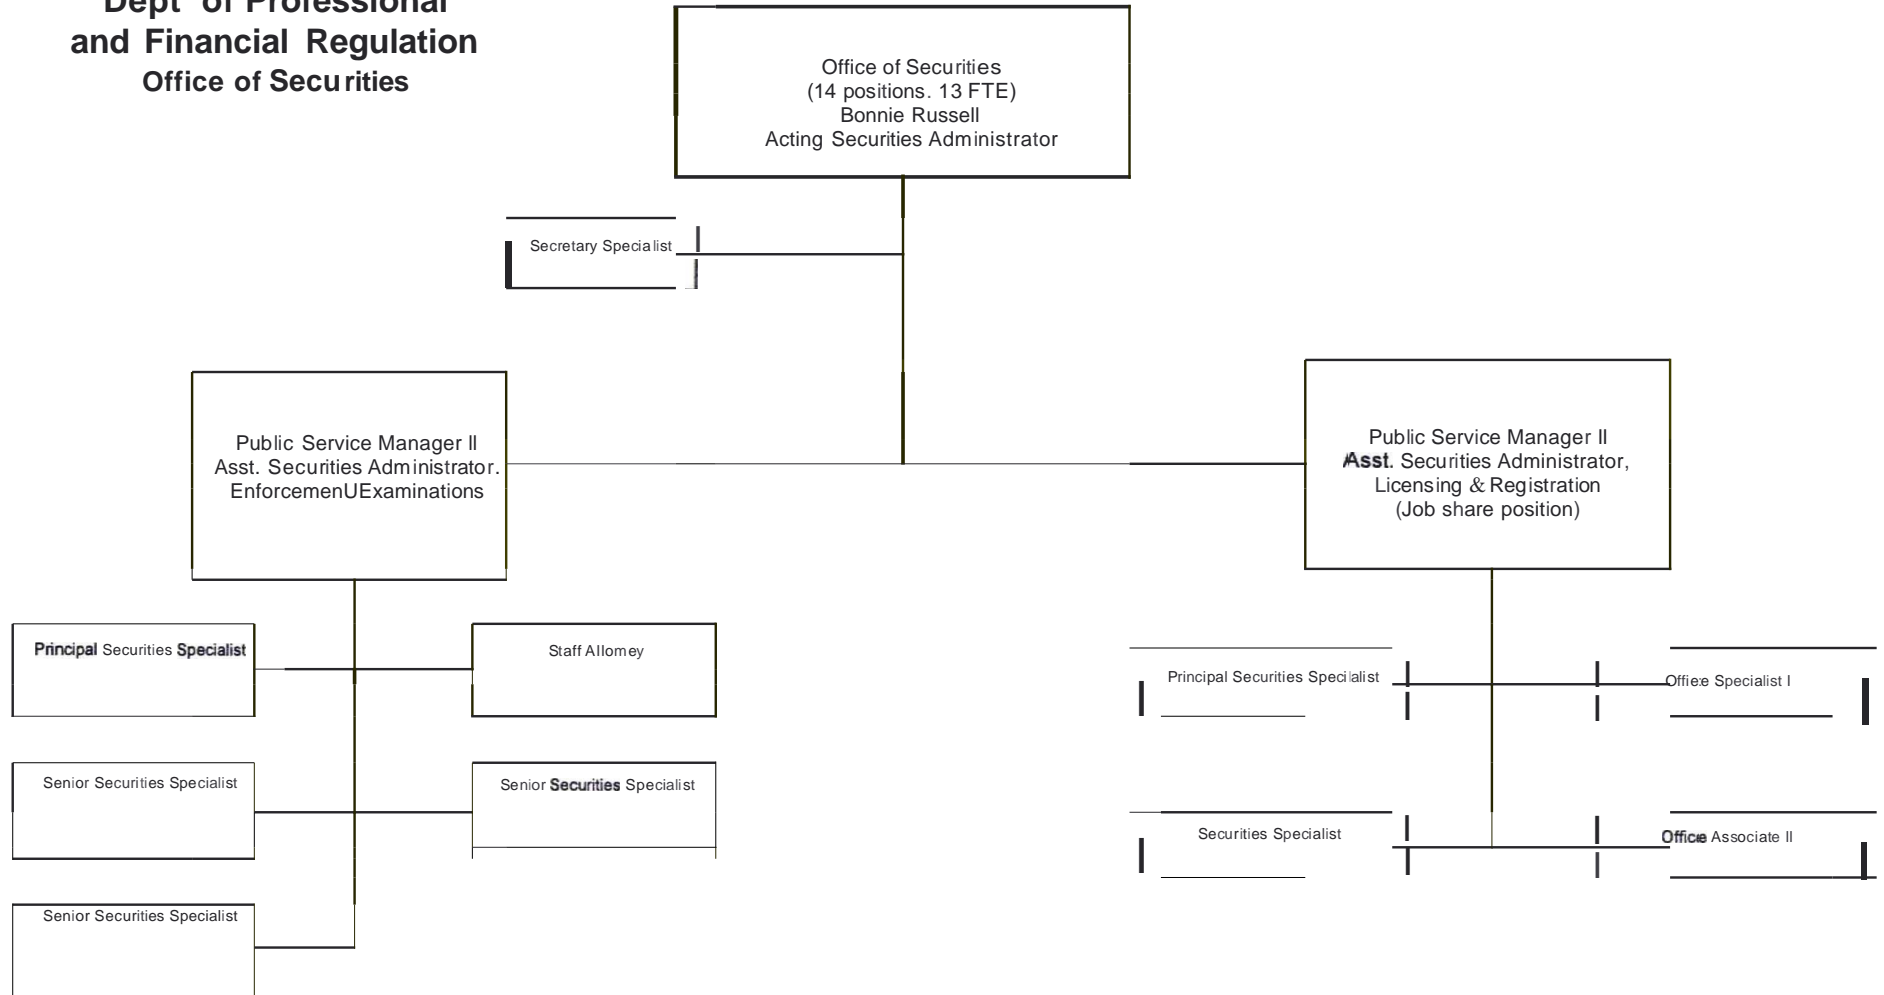 Dept of Professional
and Financial Regulation
Office of Securities
Office of Securities
(14 positions. 13 FTE)
Bonnie Russell
Acting Securities Administrator
Secretary Specialist
Public Service Manager II
Asst. Securities Administrator.
EnforcemenUExaminations
Public Service Manager II
Asst. Securities Administrator,
Licensing & Registration
(Job share position)
Principal Securities Specialist
Staff Allomey
Senior Securities Specialist
Senior Securities Specialist
Senior Securities Specialist
Principal Securities Specialist
Office Specialist I
Securities Specialist
Office Associate II